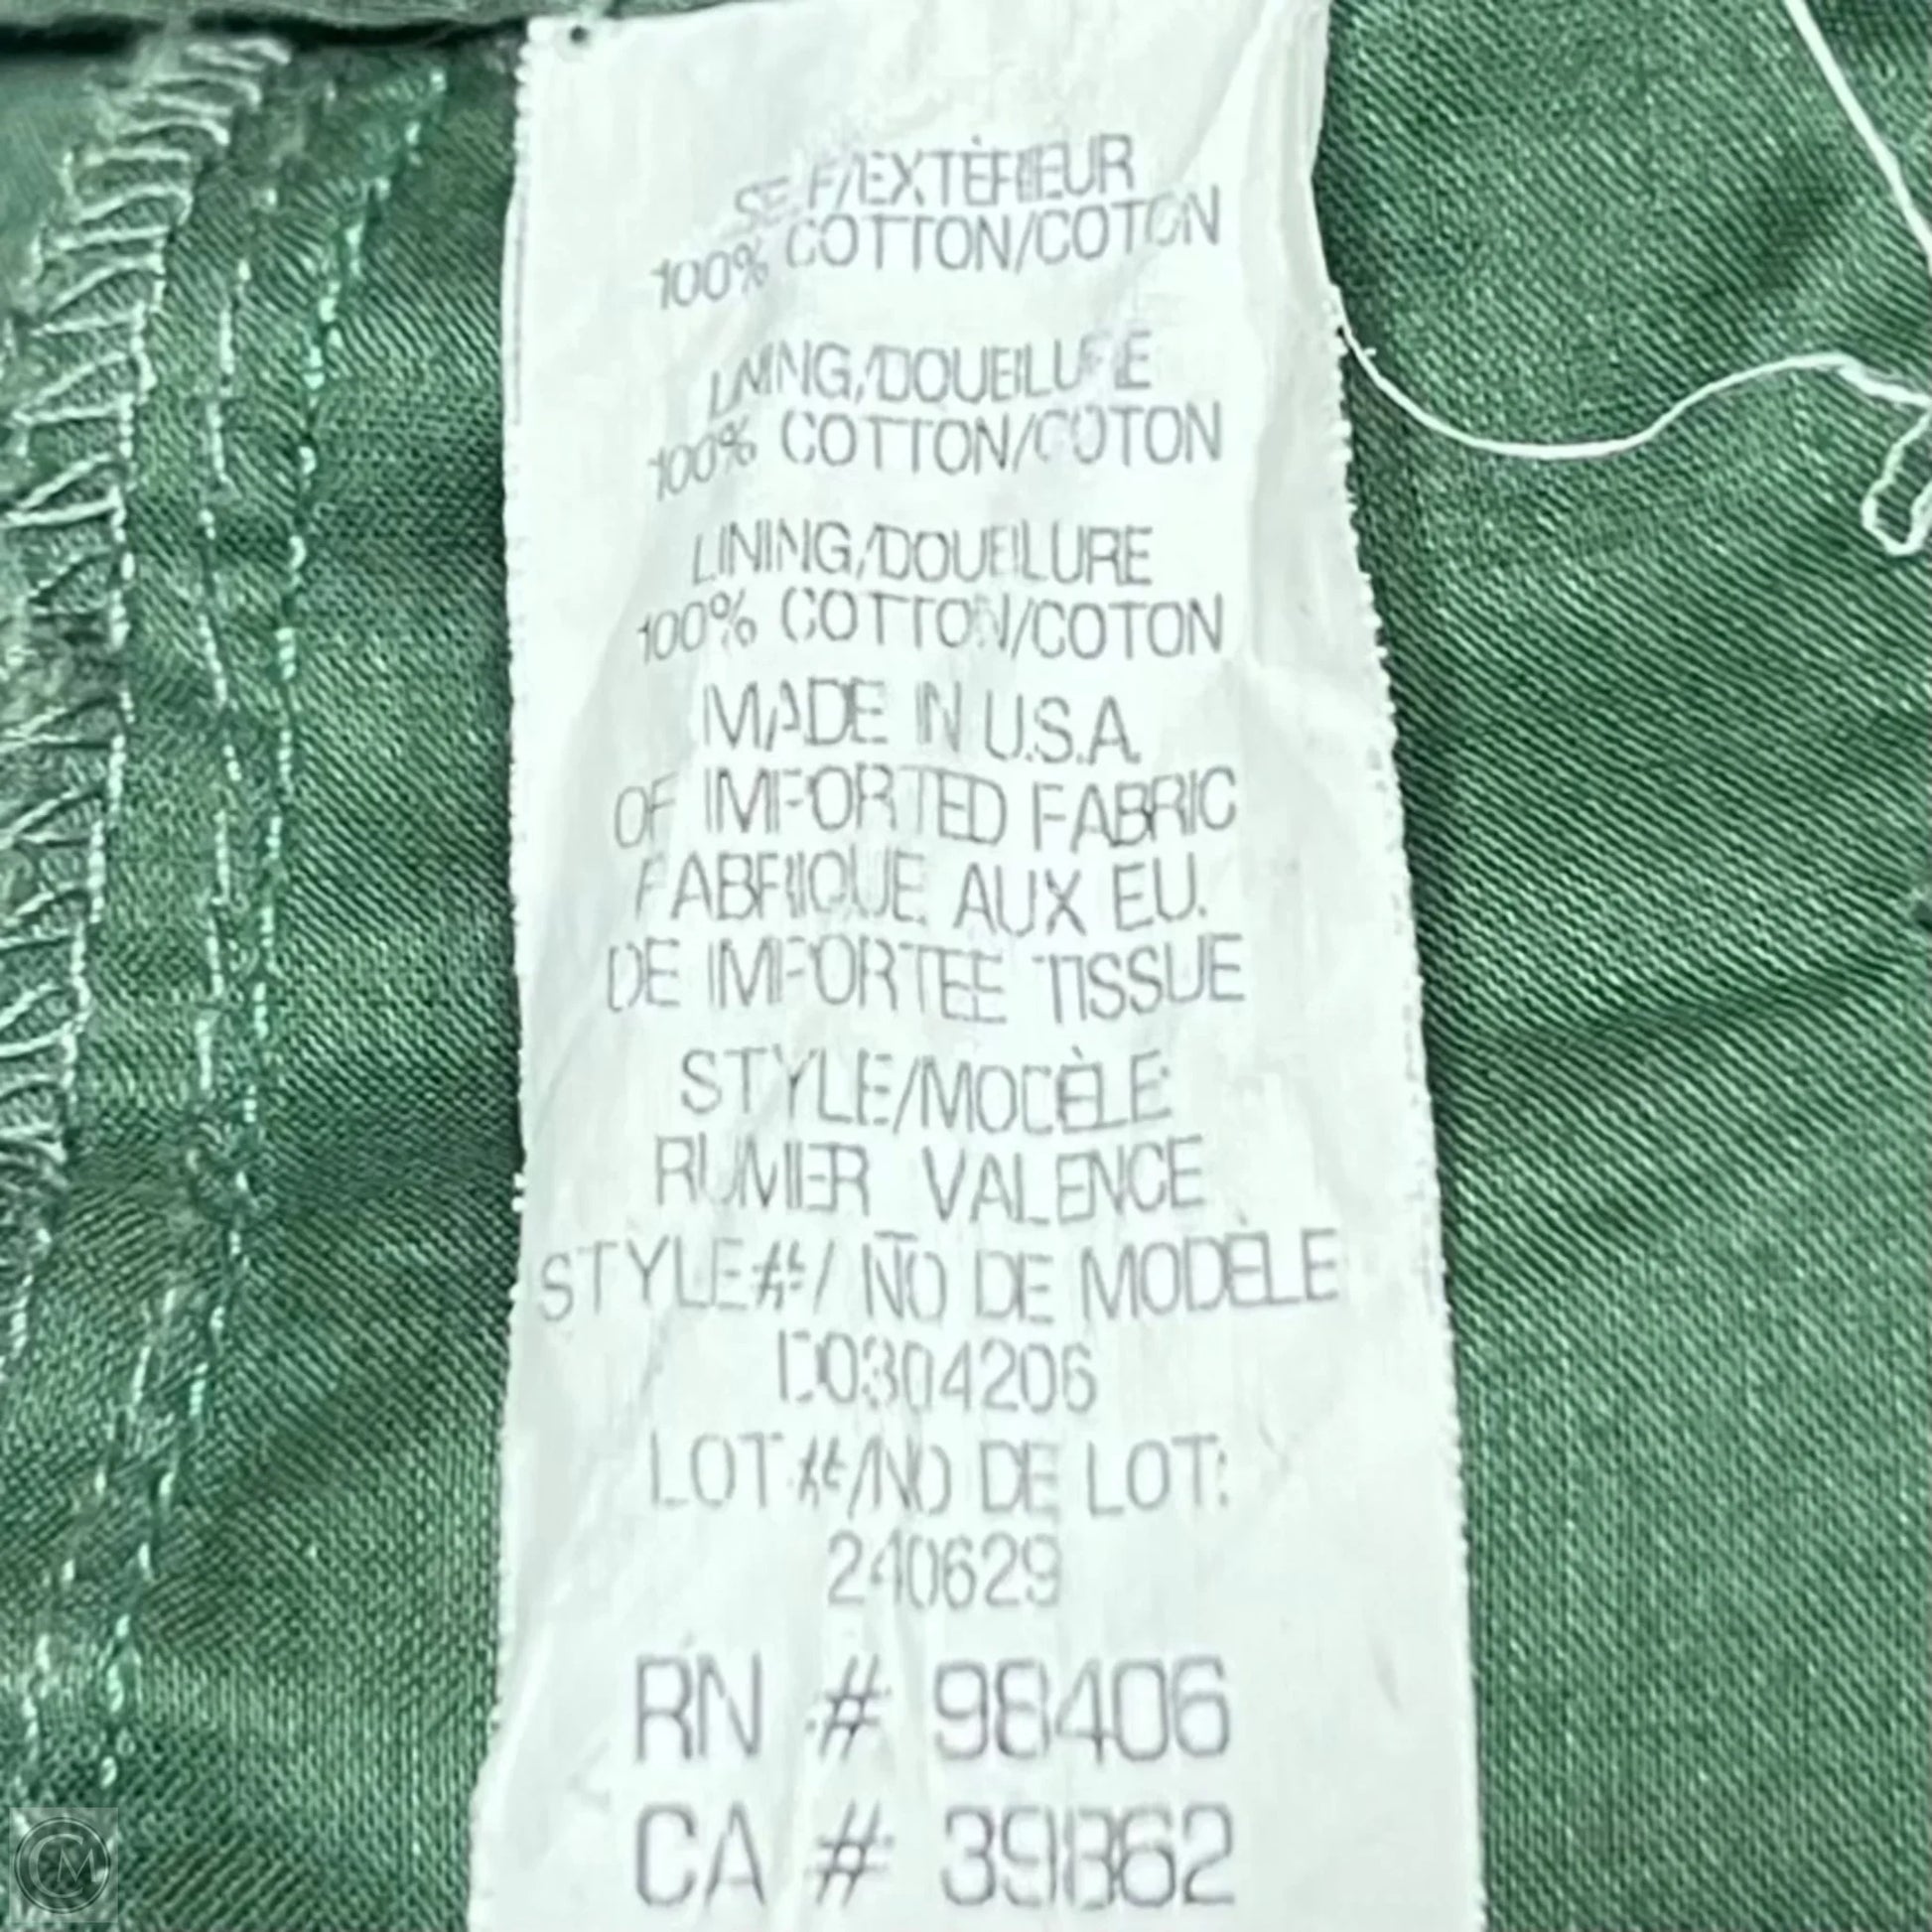 SELF/EXTÉRIEUR
100% COTTON/COTON
LINING/DOUBLURE
100% COTTON/COTON
LINING/DOUBLURE
100% COTTON/COTON
MADE IN U.S.A.
OF IMPORTED FABRIC
FABRIQUE AUX EU.
DE IMPORTEE TISSUE
STYLE/MODÈLE:
RUMER VALENCE
STYLE#/ NO DE MODÈLE
D0304206
LOT #/NO DE LOT:
240629
RN # 98406
CA # 39862
CM